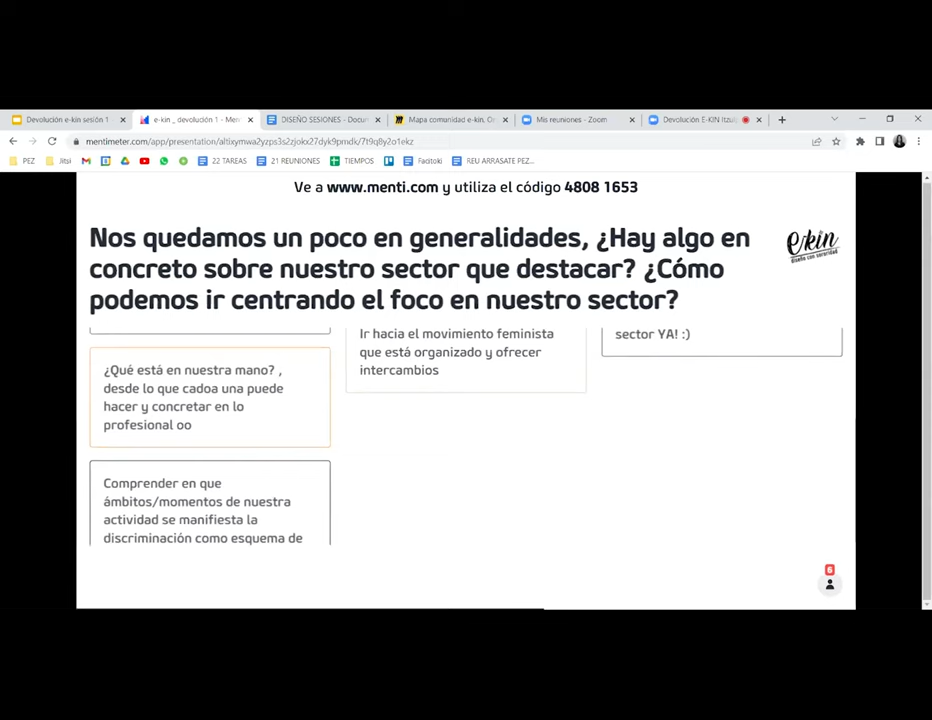 Devolución e-kin sesión 1
e-kin _ devolución 1 - Men
DISEÑO SESIONES - Docum
Mapa comunidad e-kin. Or
Mis reuniones - Zoom
Devolución E-KIN Itzul
mentimeter.com/app/presentation/altixymwa2yzps3s2zjokx27dyk9pmdk/7t9q8y2o1ekz
PEZ
Jitsi
22 TAREAS
21 REUNIONES
TIEMPOS
Facitoki
REU ARRASATE PEZ...
Ve a www.menti.com y utiliza el código 4808 1653
Nos quedamos un poco en generalidades, ¿Hay algo en
concreto sobre nuestro sector que destacar? ¿Cómo
podemos ir centrando el foco en nuestro sector?
e-kin
diseño con sororidad
¿Qué está en nuestra mano? ,
desde lo que cadoa una puede
hacer y concretar en lo
profesional oo
Comprender en que
ámbitos/momentos de nuestra
actividad se manifiesta la
discriminación como esquema de
Ir hacia el movimiento feminista
que está organizado y ofrecer
intercambios
sector YA! :)
6